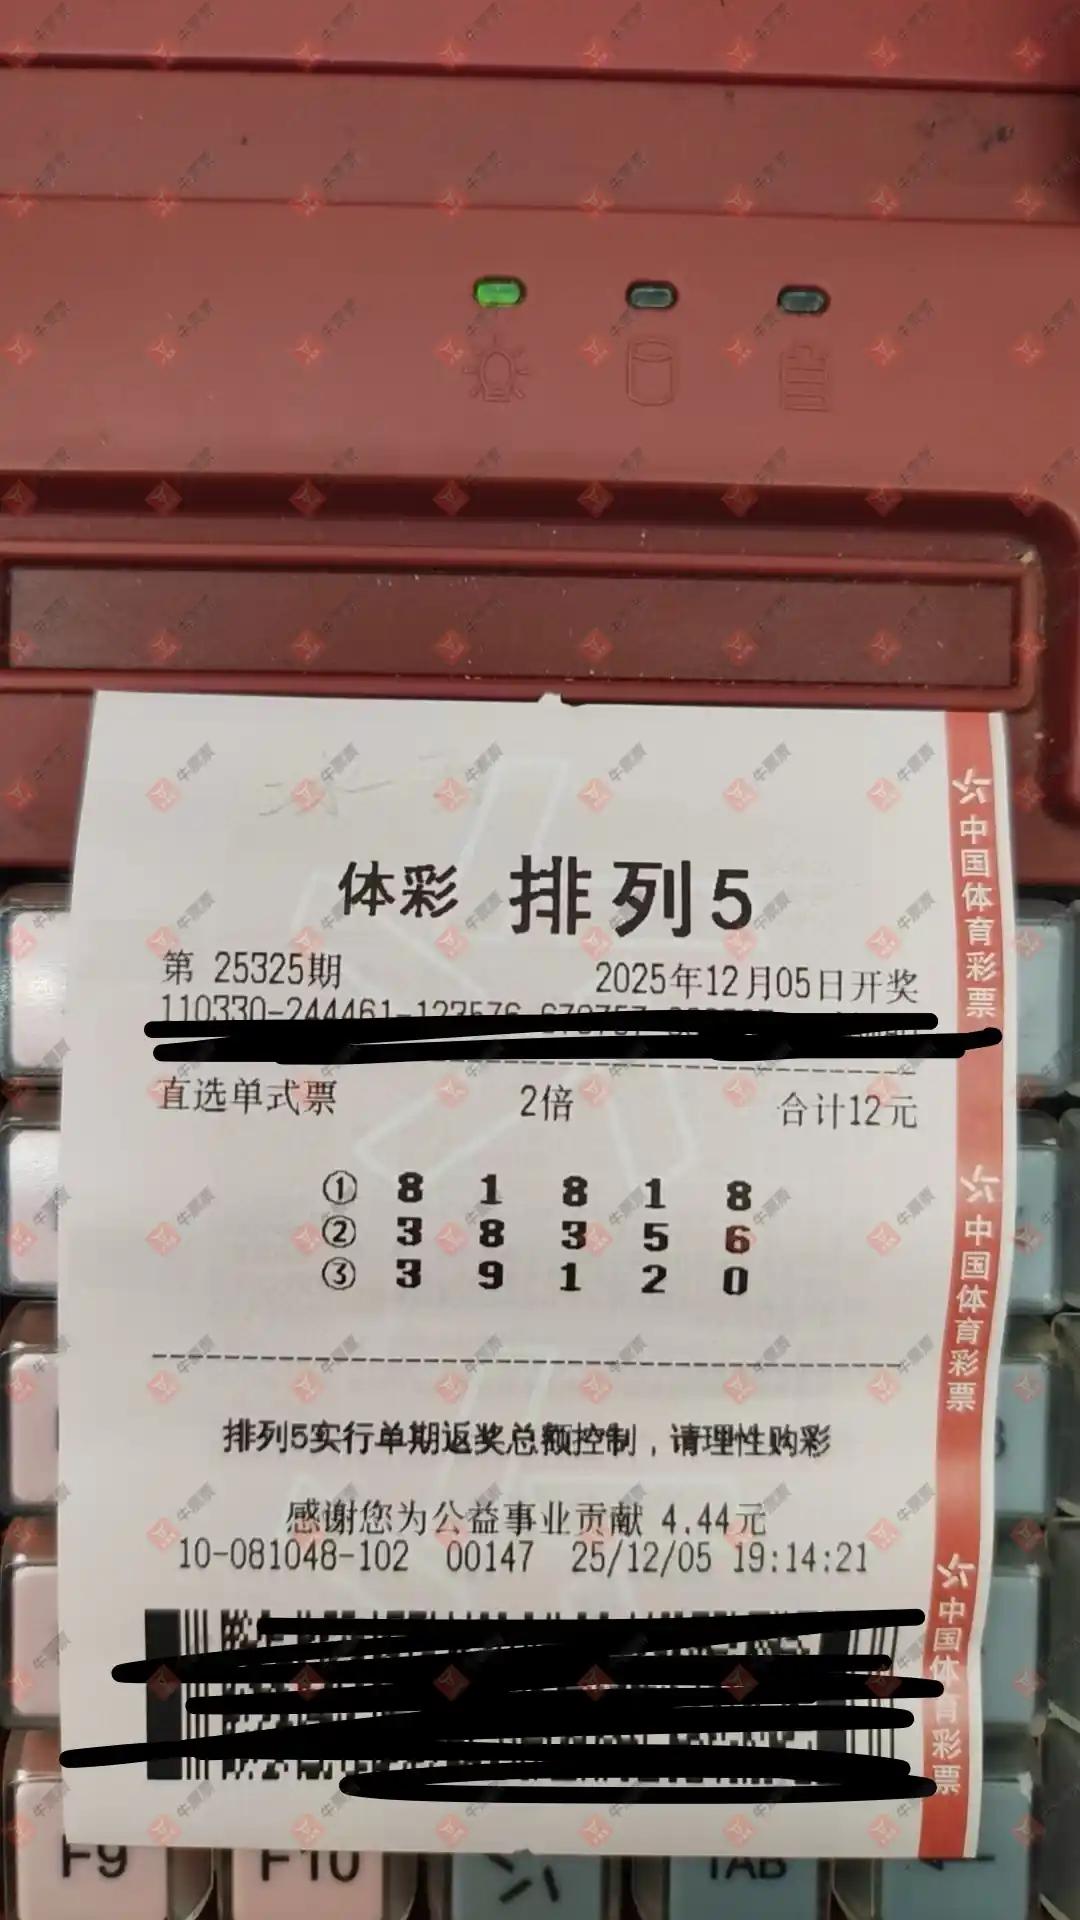 体彩 排列5
第 25325期 2025年12月05日开奖
110330-244461-123576
直选单式票 2倍 合计12元
① 8 1 8 1 8
② 3 8 3 5 6
③ 3 9 1 2 0
排列5实行单期返奖总额控制，请理性购彩
感谢您为公益事业贡献 4.44元
10-081048-102 00147 25/12/05 19:14:21
中国体育彩票
中国体育彩票
中国体育彩票
F9 F10 TAB
牛票票